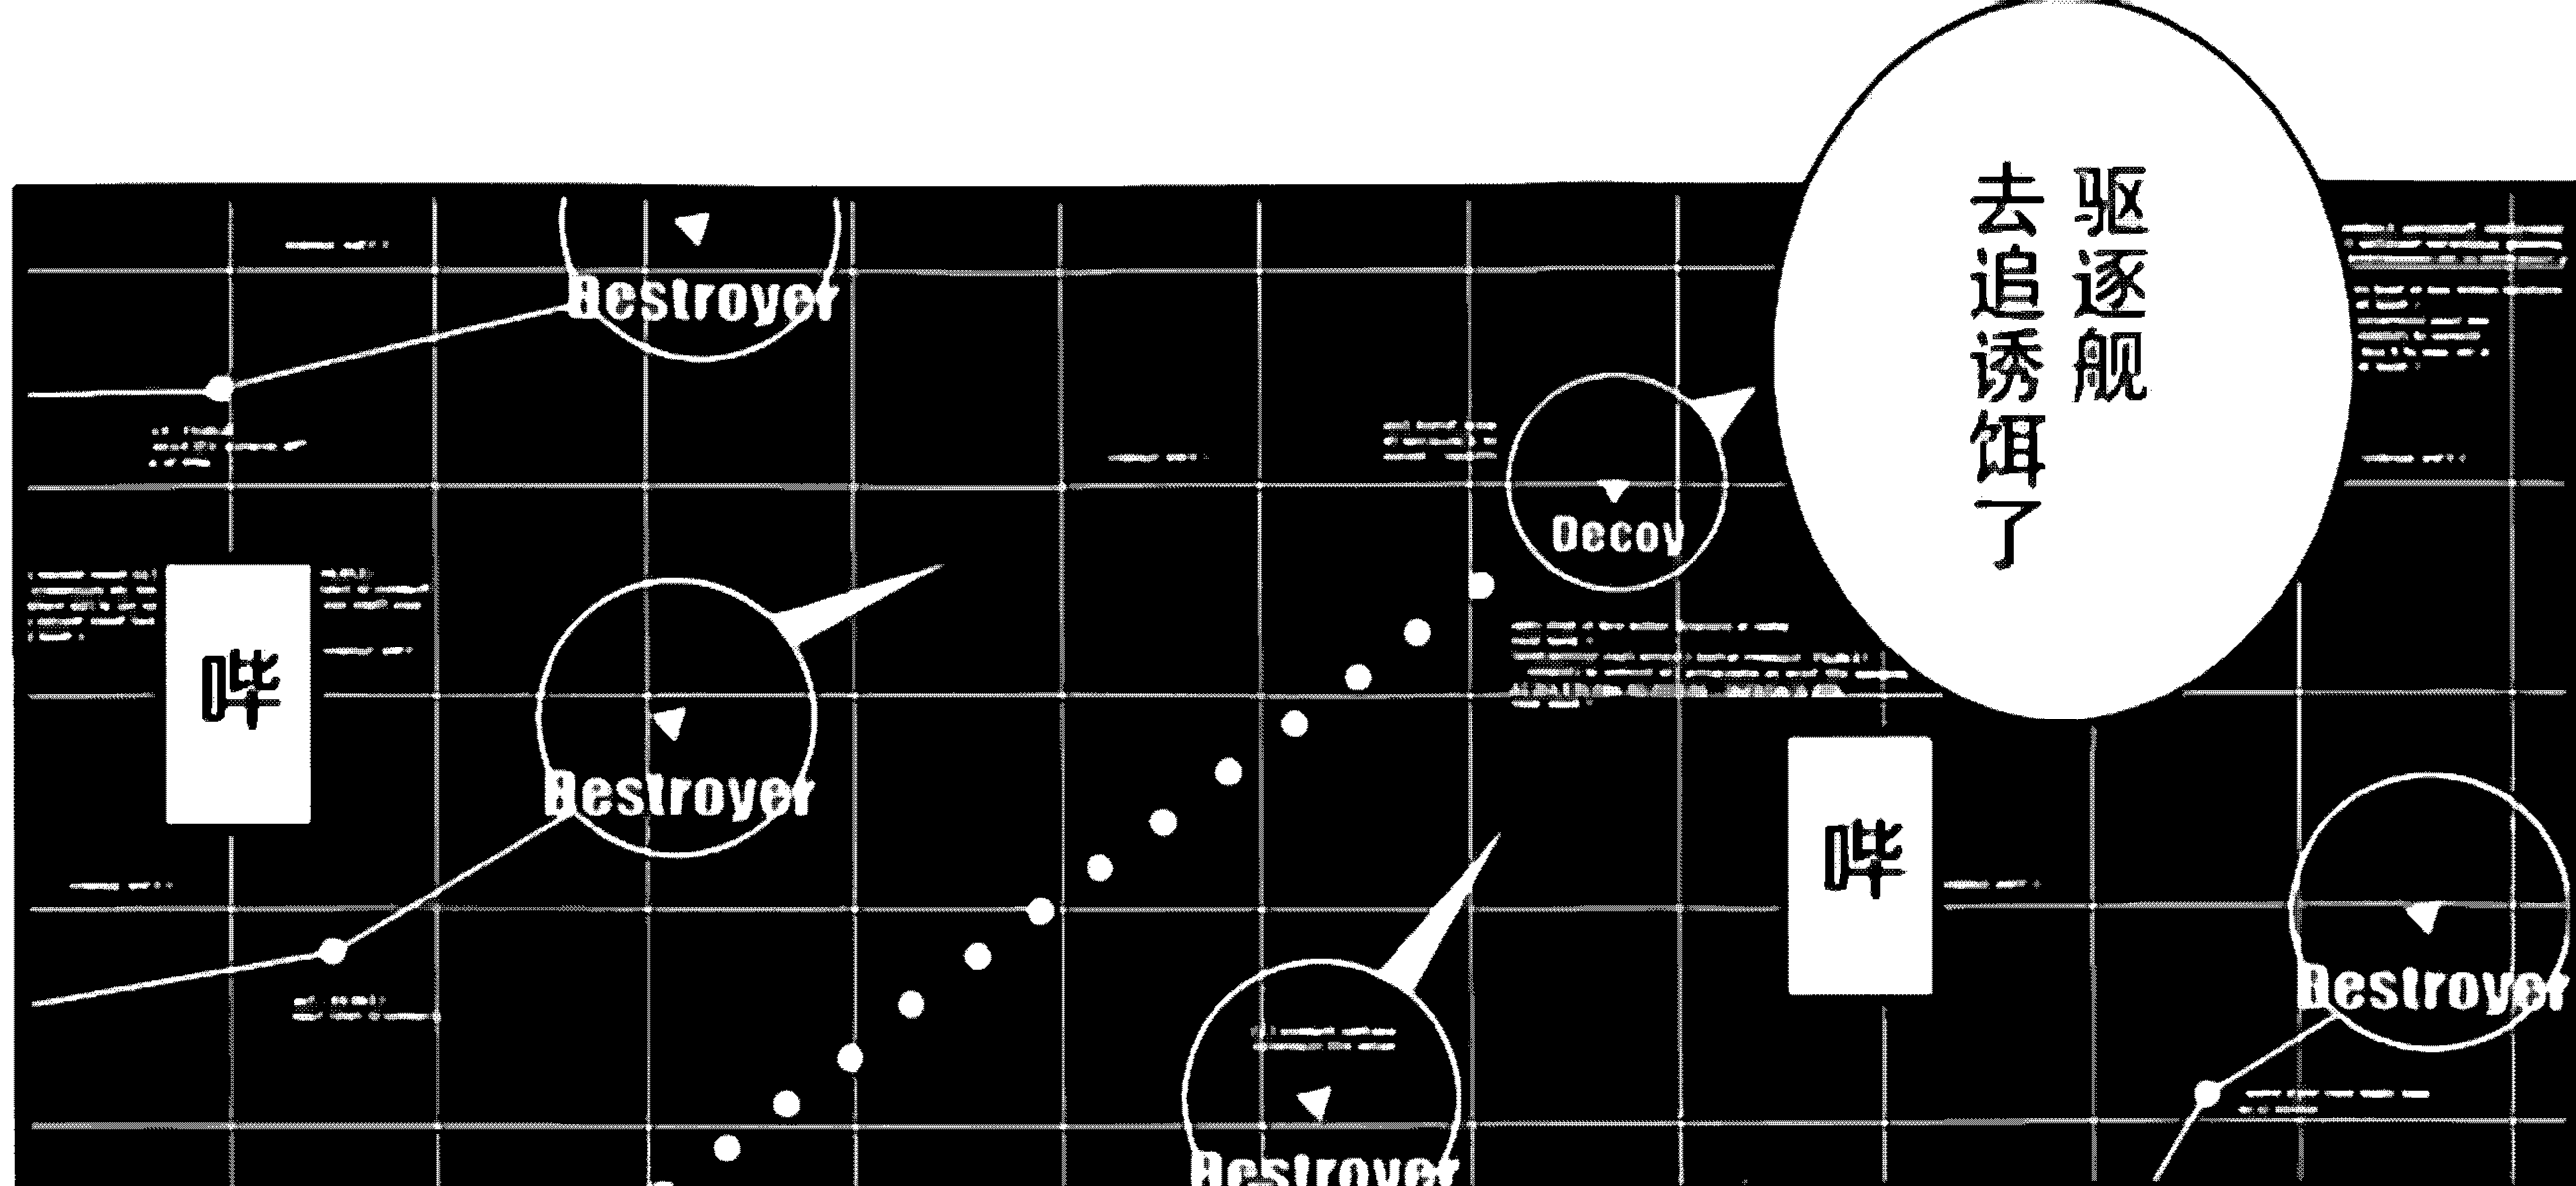 驱逐舰
去追诱饵了
Destroyer
Decoy
哔
Destroyer
哔
Destroyer
Destroyer